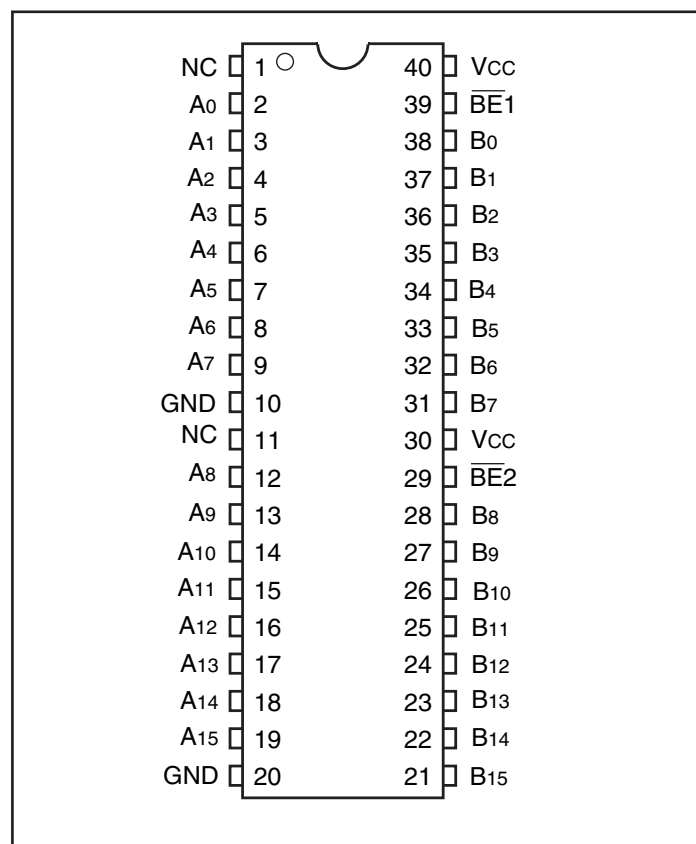 NC 1 40 VCC
A0 2 39 BE1
A1 3 38 B0
A2 4 37 B1
A3 5 36 B2
A4 6 35 B3
A5 7 34 B4
A6 8 33 B5
A7 9 32 B6
GND 10 31 B7
NC 11 30 VCC
A8 12 29 BE2
A9 13 28 B8
A10 14 27 B9
A11 15 26 B10
A12 16 25 B11
A13 17 24 B12
A14 18 23 B13
A15 19 22 B14
GND 20 21 B15